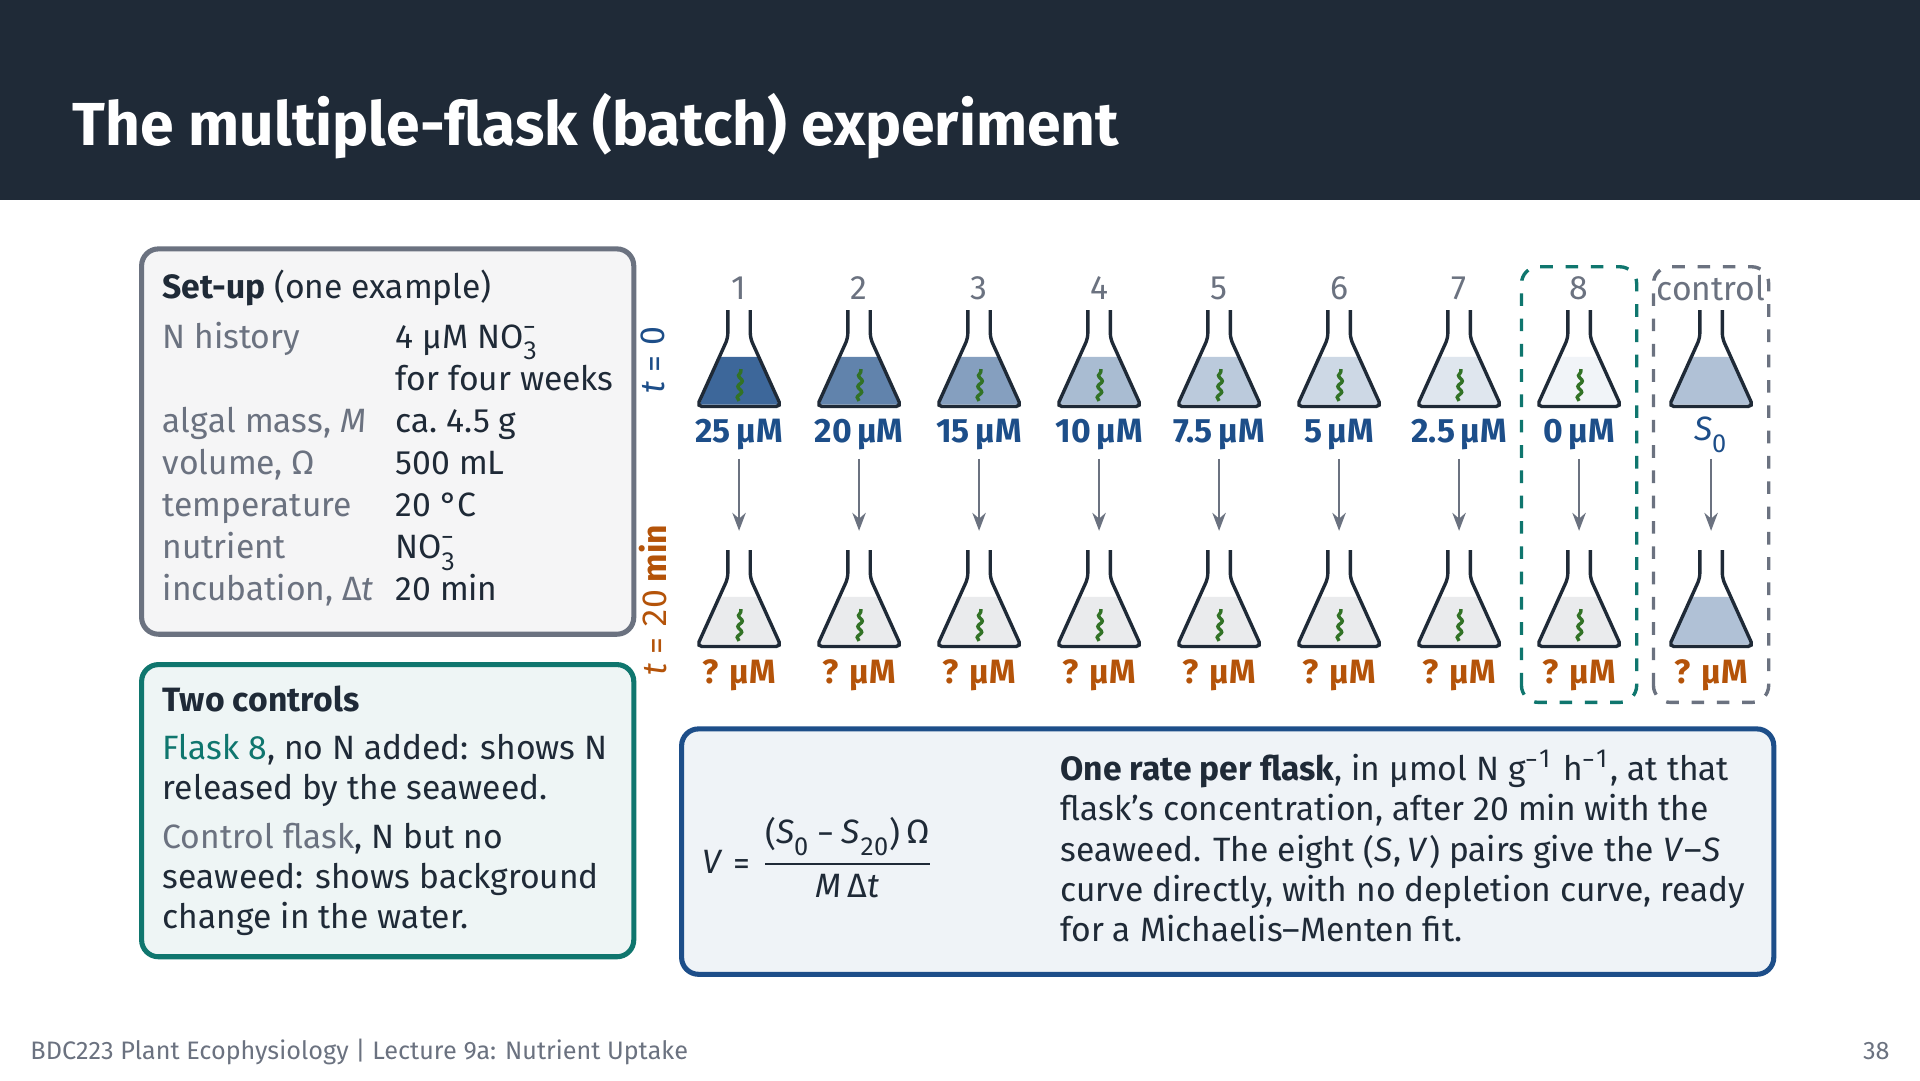 The multiple-flask (batch) experiment
Set-up (one example)
N history 4 µM NO₃⁻
for four weeks
algal mass, M ca. 4.5 g
volume, Ω 500 mL
temperature 20 °C
nutrient NO₃⁻
incubation, Δt 20 min
Two controls
Flask 8, no N added: shows N
released by the seaweed.
Control flask, N but no
seaweed: shows background
change in the water.
1 2 3 4 5 6 7 8 control
t = 0
25 µM 20 µM 15 µM 10 µM 7.5 µM 5 µM 2.5 µM 0 µM S₀
t = 20 min
? µM ? µM ? µM ? µM ? µM ? µM ? µM ? µM ? µM
V = (S₀ − S₂₀) Ω / M Δt
One rate per flask, in µmol N g⁻¹ h⁻¹, at that
flask’s concentration, after 20 min with the
seaweed. The eight (S, V) pairs give the V–S
curve directly, with no depletion curve, ready
for a Michaelis–Menten fit.
BDC223 Plant Ecophysiology | Lecture 9a: Nutrient Uptake
38